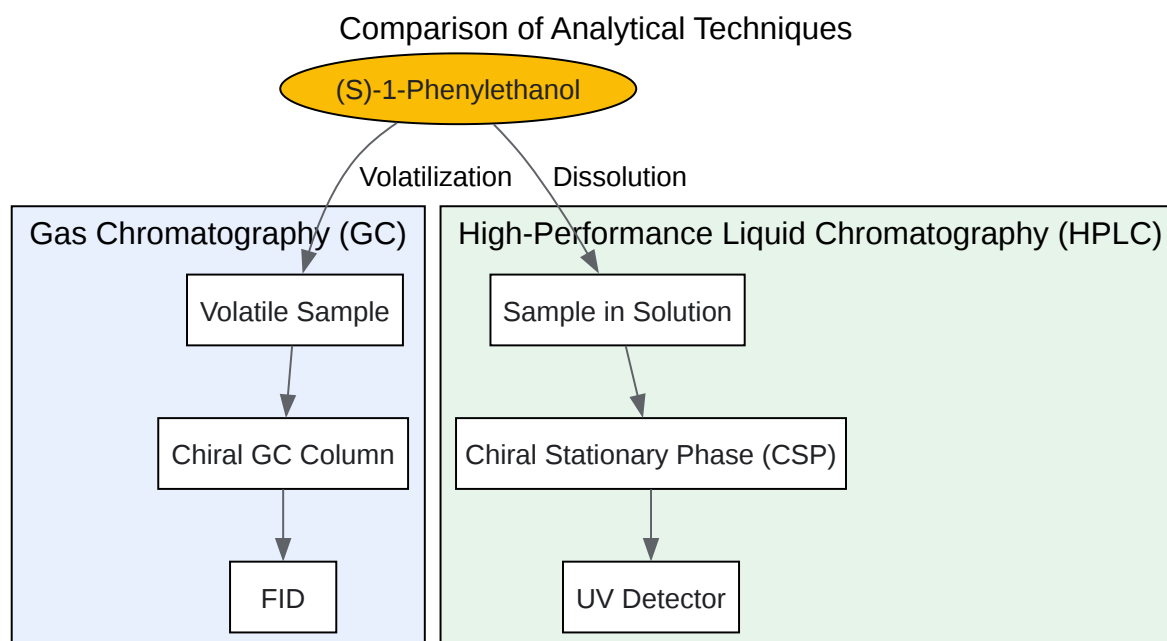 Comparison of Analytical Techniques
(S)-1-Phenylethanol
Volatilization
Dissolution
Gas Chromatography (GC)
Volatile Sample
Chiral GC Column
FID
High-Performance Liquid Chromatography (HPLC)
Sample in Solution
Chiral Stationary Phase (CSP)
UV Detector